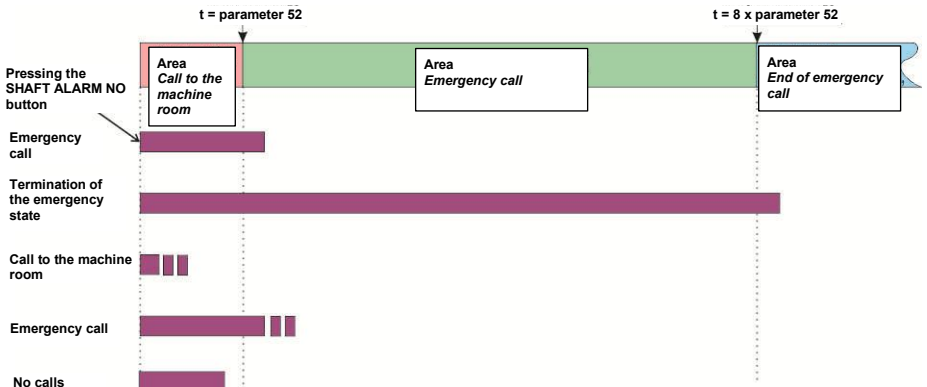 t = parameter 52
t = 8 x parameter 52
Area
Call to the
machine
room
Area
Emergency call
Area
End of emergency
call
Pressing the
SHAFT ALARM NO
button
Emergency
call
Termination of
the emergency
state
Call to the machine
room
Emergency call
No calls